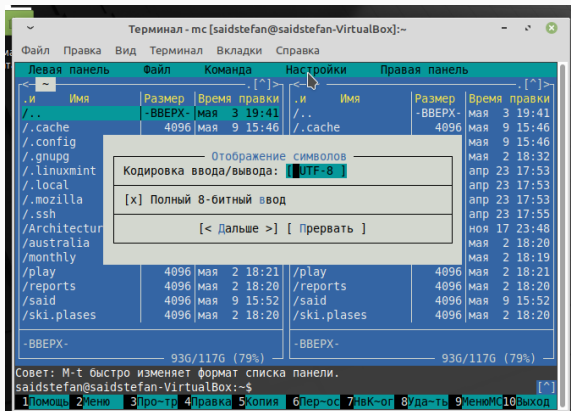 Терминал - mc [saidstefan@saidstefan-VirtualBox]:~
Файл Правка Вид Терминал Вкладки Справка
Левая панель Файл Команда Настройки Правая панель
<─ ~ .[^]> <─ .[^]>
.и Имя Размер Время правки .и Имя Размер Время правки
/.. -ВВЕРХ- мая 3 19:41 /.. -ВВЕРХ- мая 3 19:41
/.cache 4096 мая 9 15:46 /.cache 4096 мая 9 15:46
/.config мая 9 15:46
/.gnupg Отображение символов мая 2 18:32
/.linuxmint Кодировка ввода/вывода: [ UTF-8 ] апр 23 17:53
/.local апр 23 17:53
/.mozilla [x] Полный 8-битный ввод апр 23 17:53
/.ssh апр 23 17:55
/Architectur [< Дальше >] [ Прервать ] ноя 17 23:48
/australia мая 2 18:20
/monthly мая 2 18:19
/play 4096 мая 2 18:21 /play 4096 мая 2 18:21
/reports 4096 мая 2 18:20 /reports 4096 мая 2 18:20
/said 4096 мая 9 15:52 /said 4096 мая 9 15:52
/ski.plases 4096 мая 2 18:20 /ski.plases 4096 мая 2 18:20
-ВВЕРХ- -ВВЕРХ-
93G/117G (79%) 93G/117G (79%)
Совет: M-t быстро изменяет формат списка панели.
saidstefan@saidstefan-VirtualBox:~$ [^]
1Помощь 2Меню 3Про~тр 4Правка 5Копия 6Пер~ос 7НвК~ог 8Уда~ть 9МенюMC 10Выход